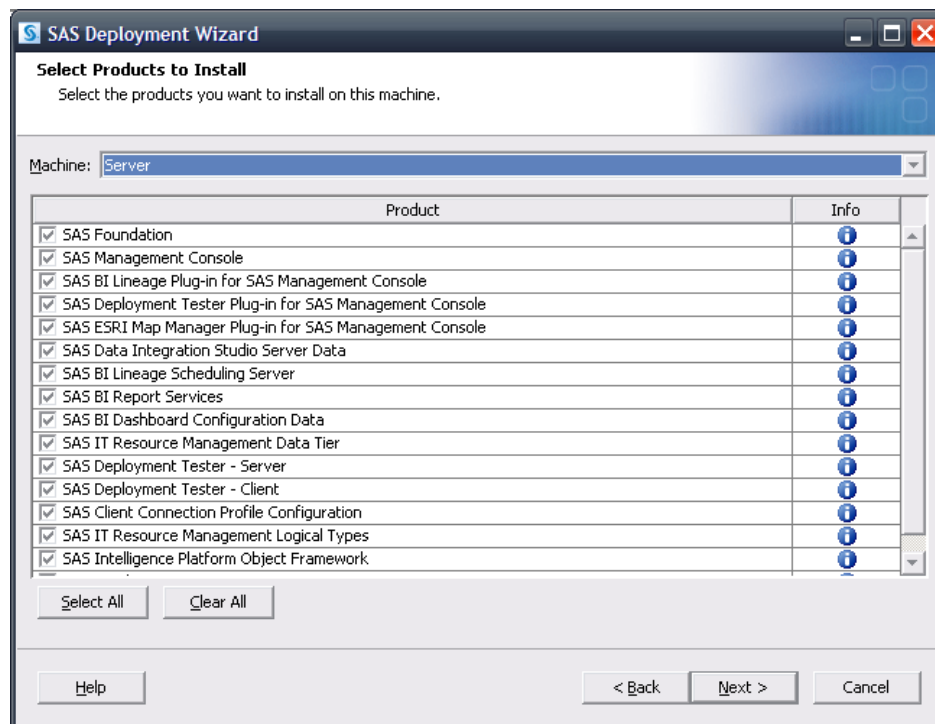 SAS Deployment Wizard
Select Products to Install
Select the products you want to install on this machine.
Machine: Server
Product Info
SAS Foundation
SAS Management Console
SAS BI Lineage Plug-in for SAS Management Console
SAS Deployment Tester Plug-in for SAS Management Console
SAS ESRI Map Manager Plug-in for SAS Management Console
SAS Data Integration Studio Server Data
SAS BI Lineage Scheduling Server
SAS BI Report Services
SAS BI Dashboard Configuration Data
SAS IT Resource Management Data Tier
SAS Deployment Tester - Server
SAS Deployment Tester - Client
SAS Client Connection Profile Configuration
SAS IT Resource Management Logical Types
SAS Intelligence Platform Object Framework
Select All Clear All
Help < Back Next > Cancel